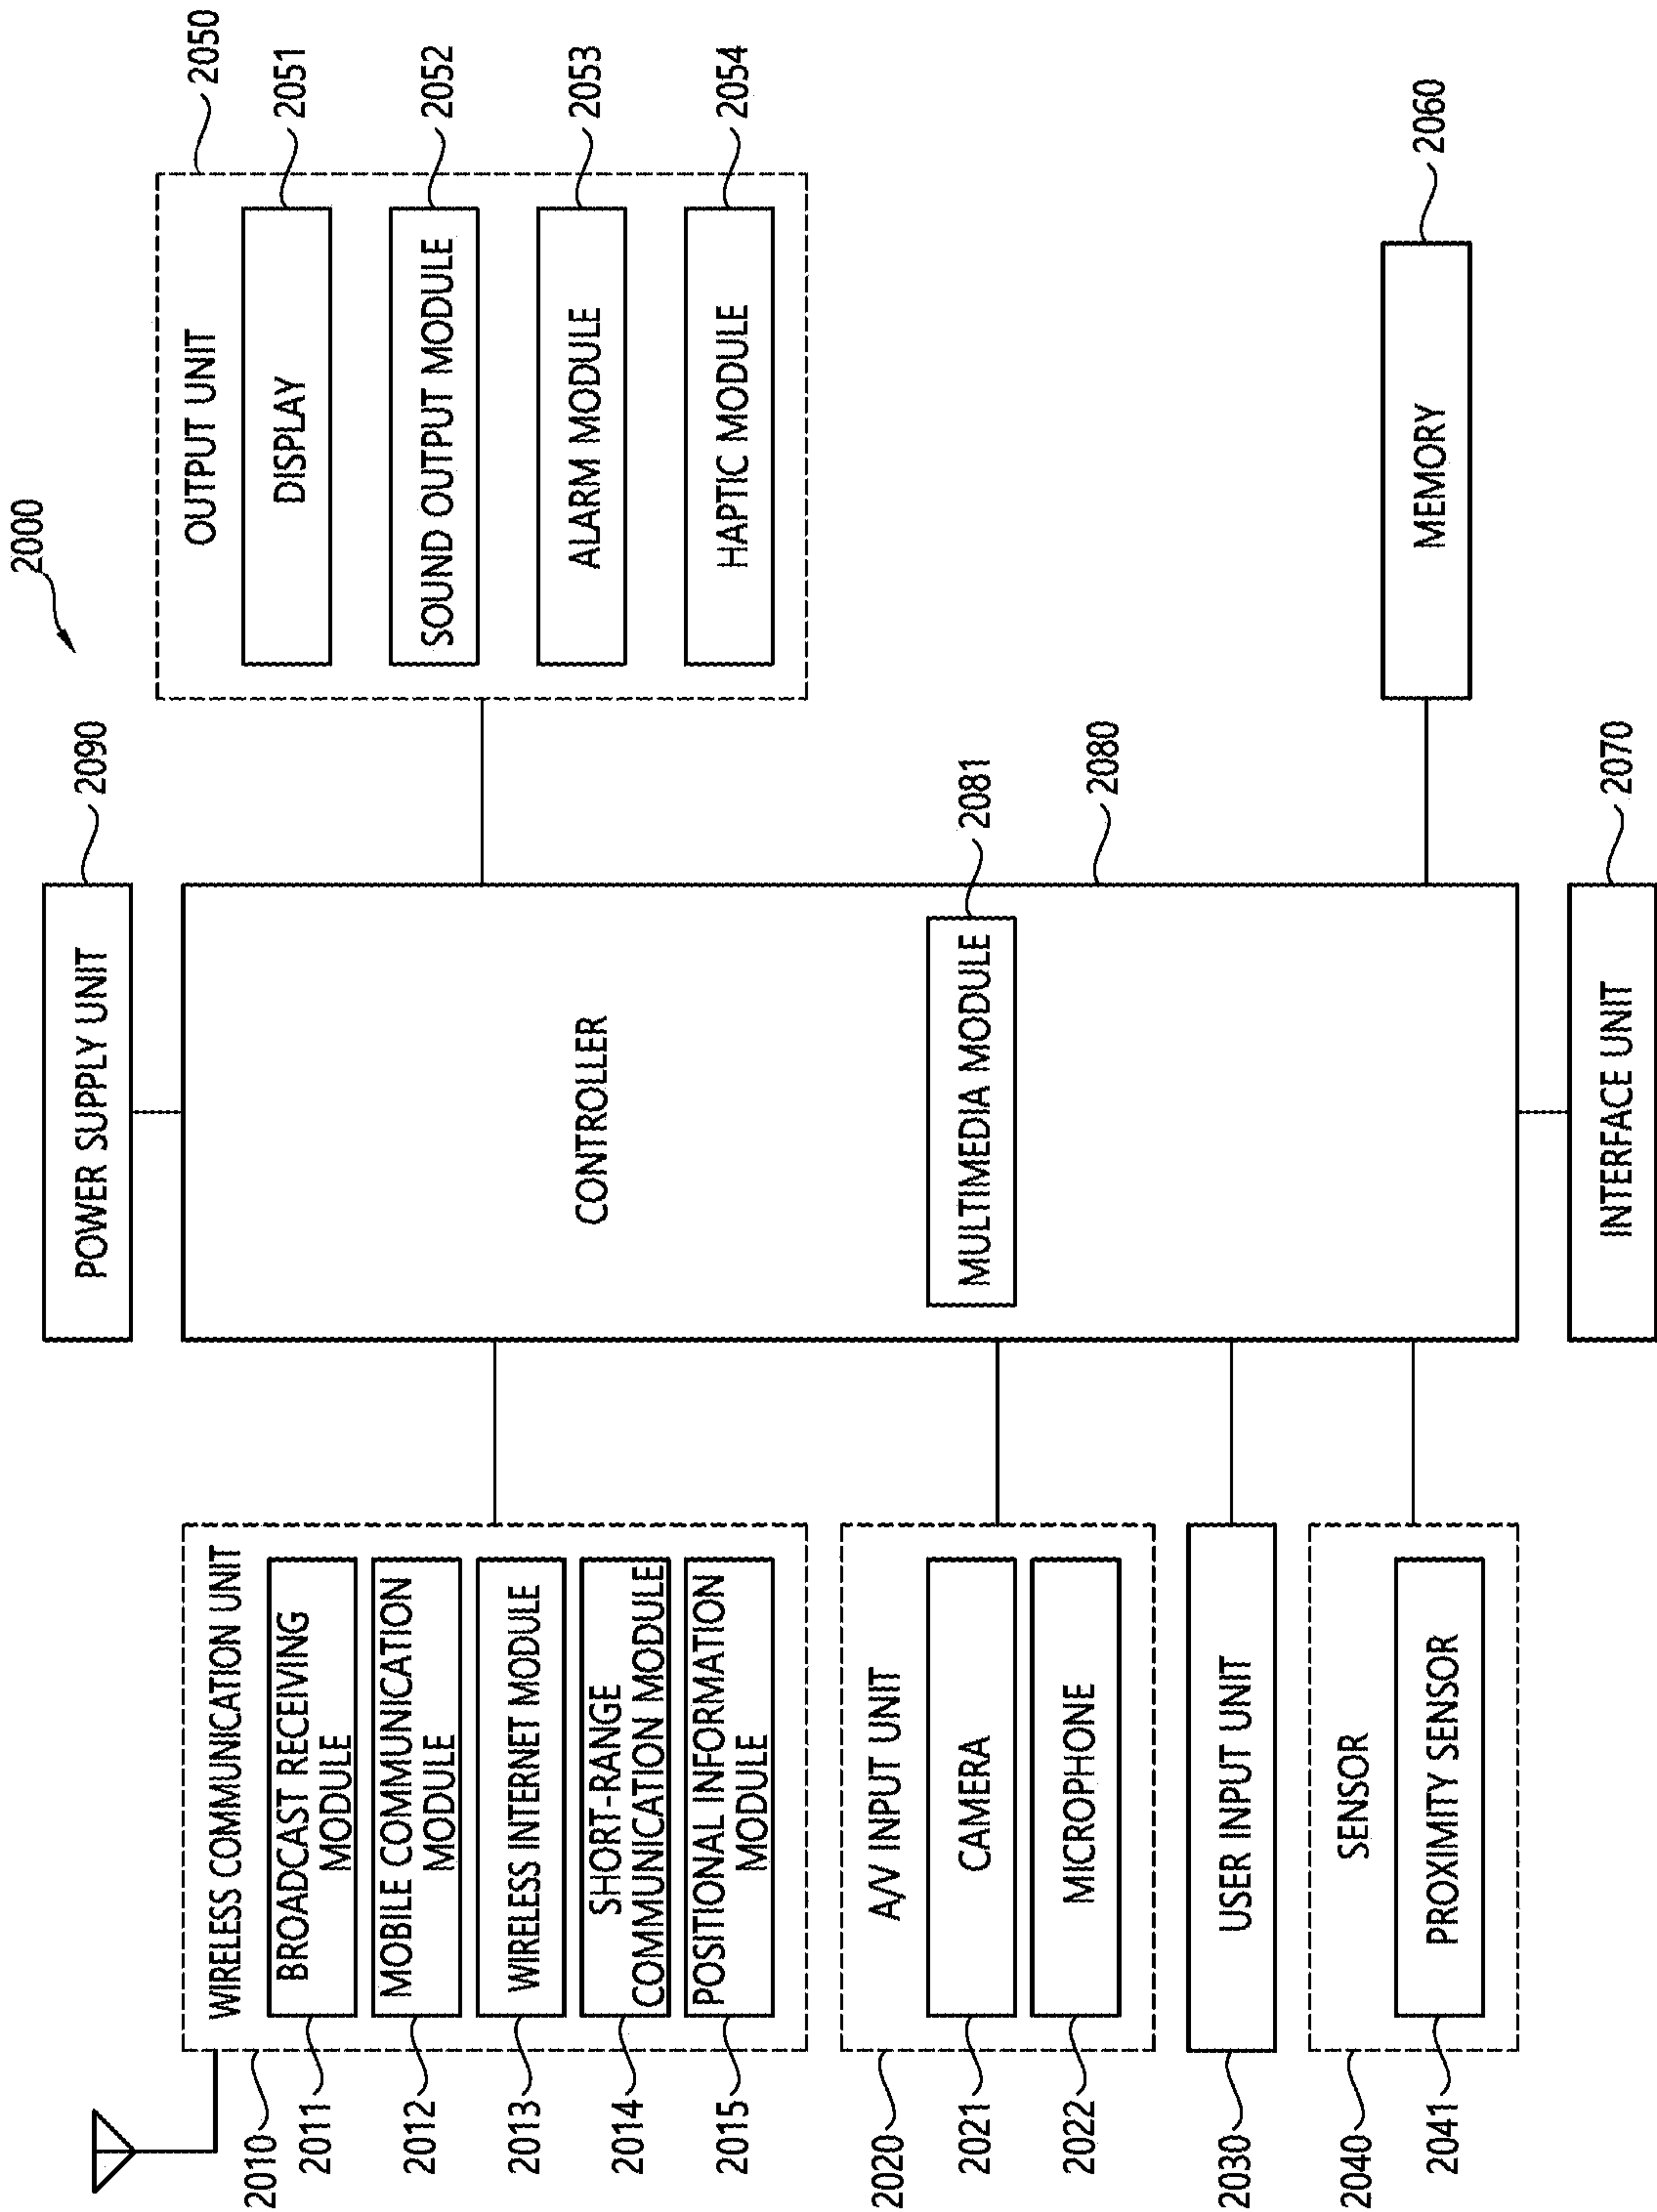 2000
2010
WIRELESS COMMUNICATION UNIT
2011
BROADCAST RECEIVING
MODULE
2012
MOBILE COMMUNICATION
MODULE
2013
WIRELESS INTERNET MODULE
2014
SHORT-RANGE
COMMUNICATION MODULE
2015
POSITIONAL INFORMATION
MODULE
2020
A/V INPUT UNIT
2021
CAMERA
2022
MICROPHONE
2030
USER INPUT UNIT
2040
SENSOR
2041
PROXIMITY SENSOR
POWER SUPPLY UNIT
2090
CONTROLLER
MULTIMEDIA MODULE
2081
2080
INTERFACE UNIT
2070
2050
OUTPUT UNIT
DISPLAY
2051
SOUND OUTPUT MODULE
2052
ALARM MODULE
2053
HAPTIC MODULE
2054
MEMORY
2060